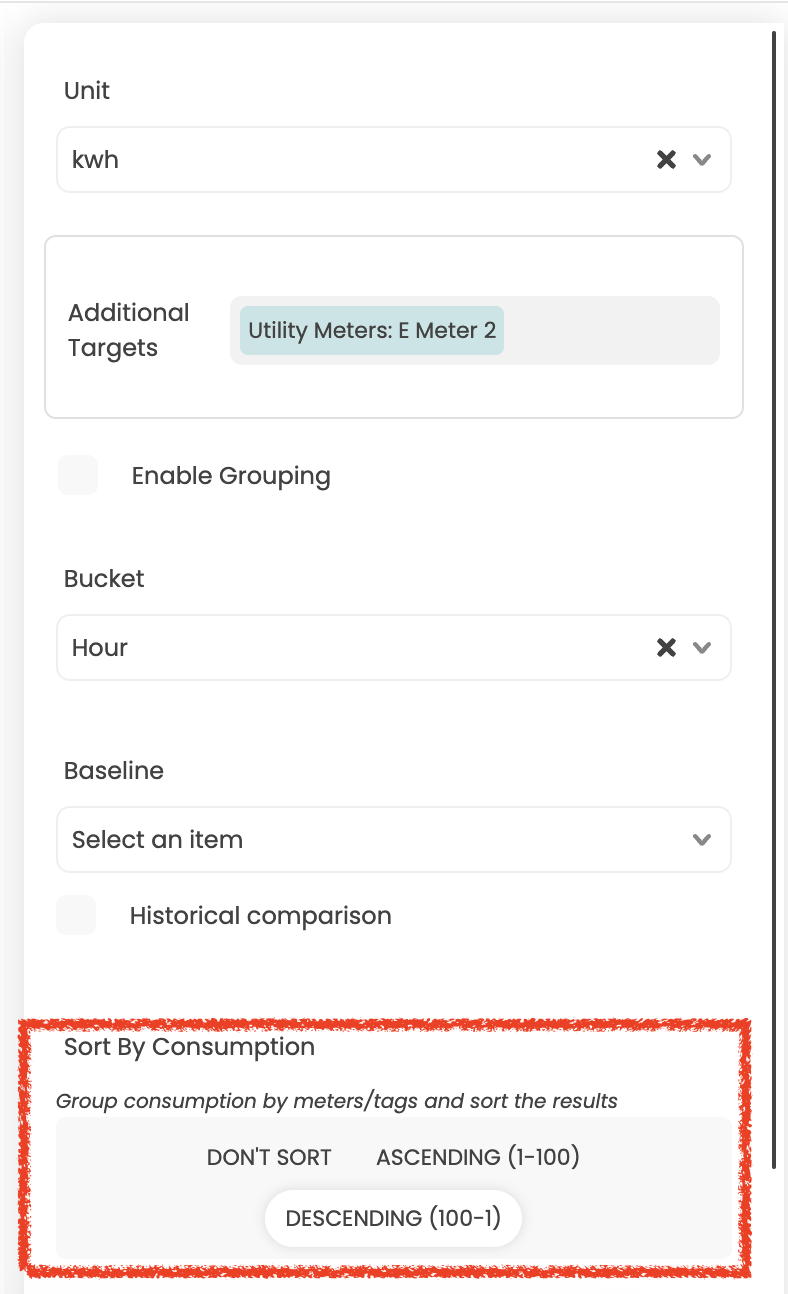 Unit
kwh
Additional
Targets
Utility Meters: E Meter 2
Enable Grouping
Bucket
Hour
Baseline
Select an item
Historical comparison
Sort By Consumption
Group consumption by meters/tags and sort the results
DON'T SORT ASCENDING (1-100)
DESCENDING (100-1)